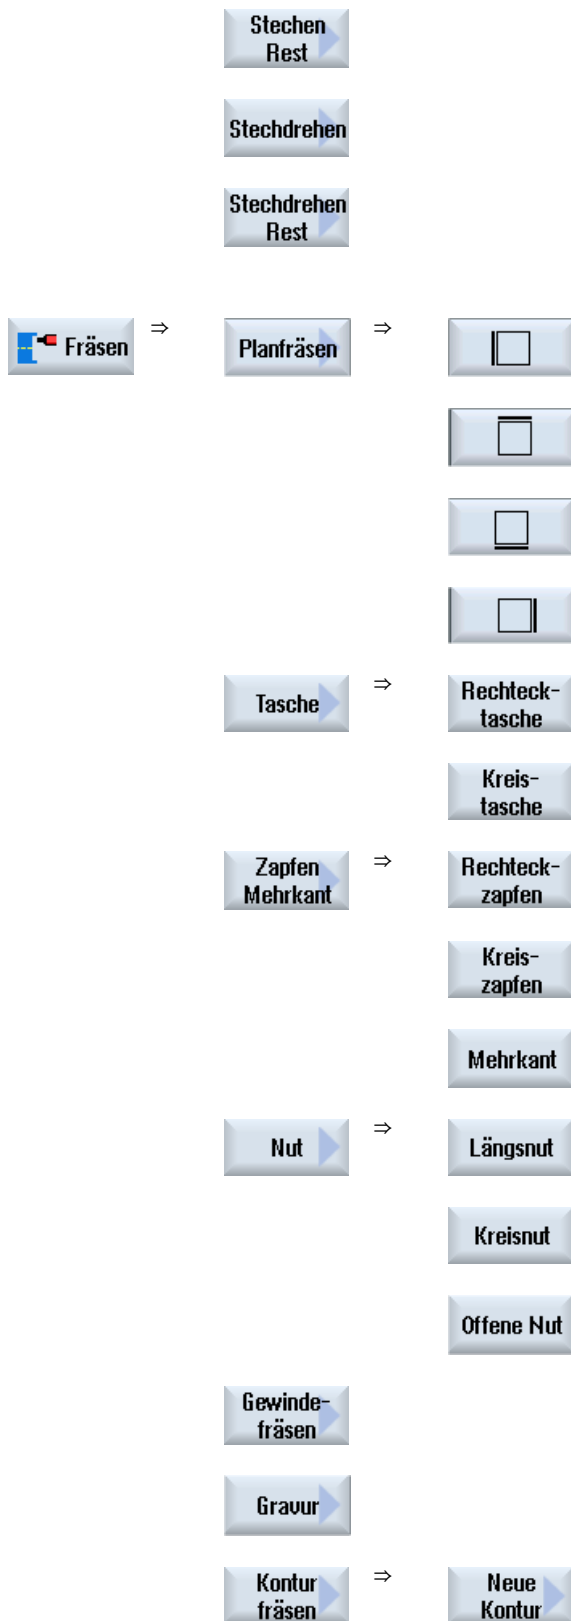 Stechen
Rest
Stechdrehen
Stechdrehen
Rest
Fräsen ⇒ Planfräsen ⇒
Tasche ⇒ Rechteck-
tasche
Kreis-
tasche
Zapfen
Mehrkant ⇒ Rechteck-
zapfen
Kreis-
zapfen
Mehrkant
Nut ⇒ Längsnut
Kreisnut
Offene Nut
Gewinde-
fräsen
Gravur
Kontur
fräsen ⇒ Neue
Kontur